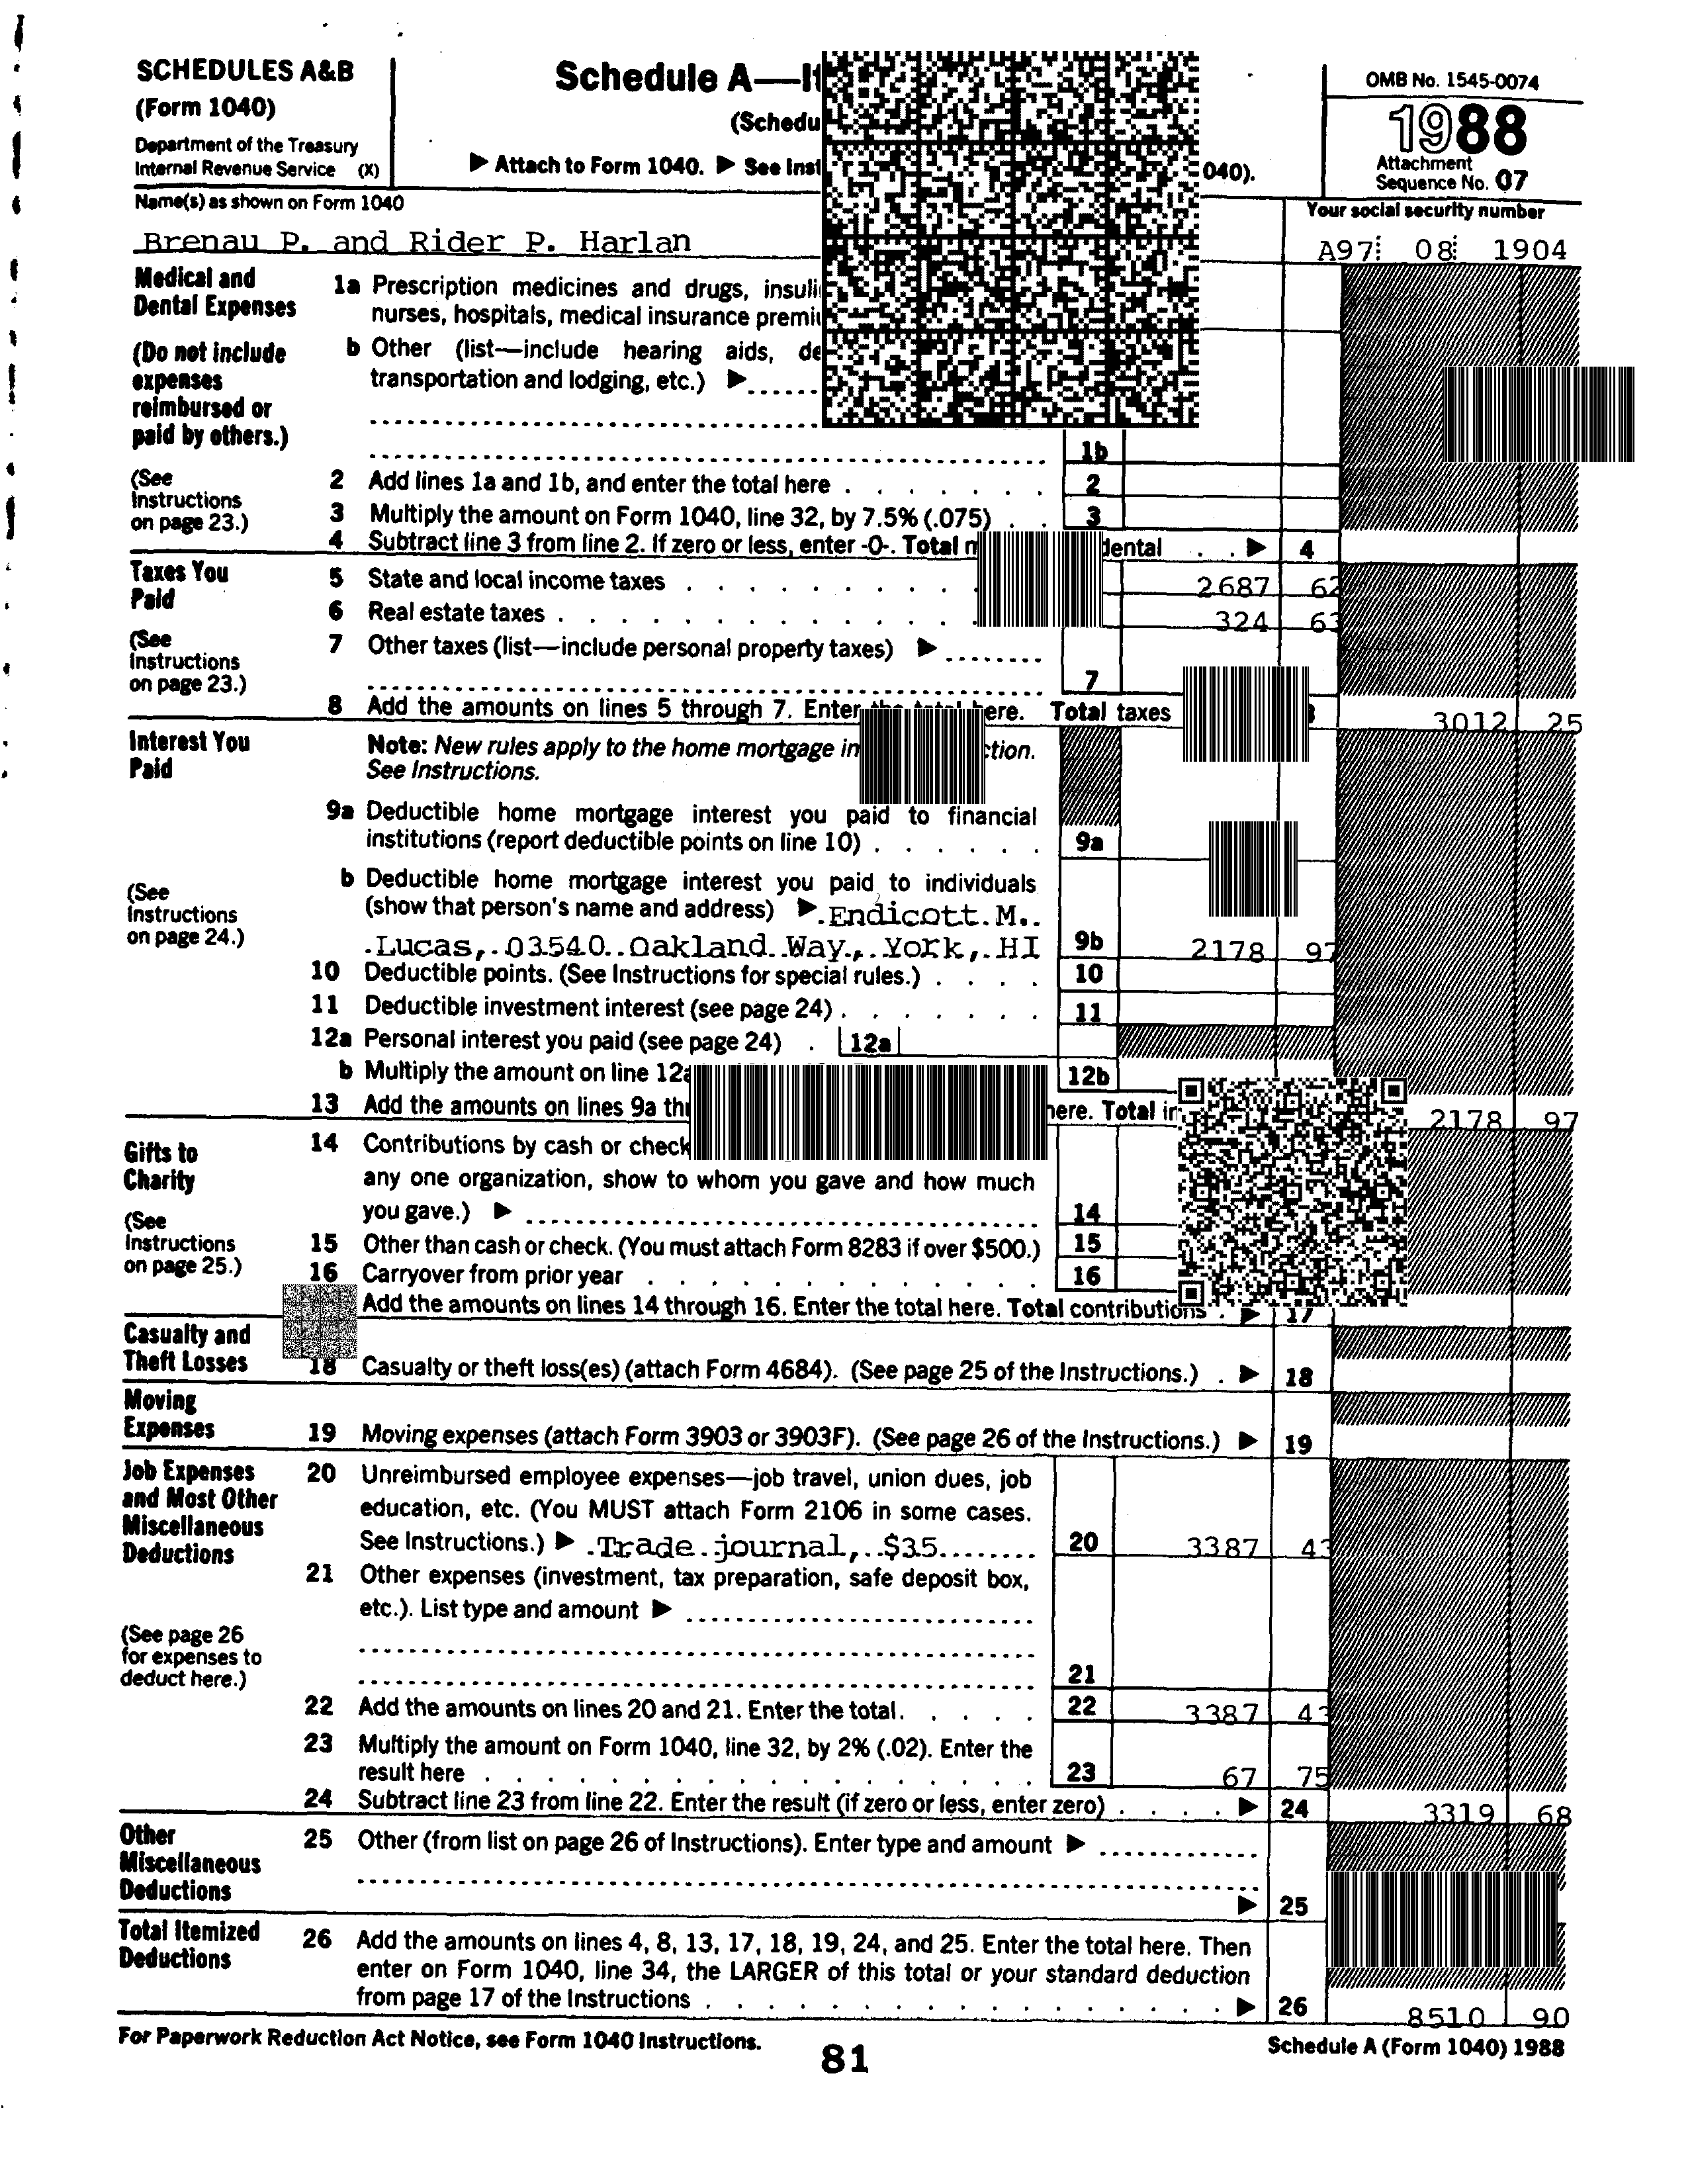 SCHEDULES A&B
(Form 1040)
Department of the Treasury
Internal Revenue Service (X)
Schedule A—
▶ Attach to Form 1040. ▶ See 040).
OMB No. 1545-0074
1988
Attachment
Sequence No. 07
Name(s) as shown on Form 1040
Your social security number
Brenau P. and Rider P. Harlan
A97 08 1904
Medical and
Dental Expenses
(Do not include
expenses
reimbursed or
paid by others.)
(See
Instructions
on page 23.)
1a Prescription medicines and drugs,
nurses, hospitals, medical insurance
b Other (list—include hearing aids,
transportation and lodging, etc.) ▶
1b
2 Add lines 1a and 1b, and enter the total here 2
3 Multiply the amount on Form 1040, line 32, by 7.5% (.075) 3
4 Subtract line 3 from line 2. If zero or less, enter -0-. Total dental ▶ 4
Taxes You
Paid
(See
Instructions
on page 23.)
5 State and local income taxes 2687 62
6 Real estate taxes 324 63
7 Other taxes (list—include personal property taxes) ▶
7
8 Add the amounts on lines 5 through 7. Enter the total here. Total taxes 3012 25
Interest You
Paid
(See
Instructions
on page 24.)
Note: New rules apply to the home mortgage
See Instructions.
9a Deductible home mortgage interest you paid to financial
institutions (report deductible points on line 10) 9a
b Deductible home mortgage interest you paid to individuals
(show that person's name and address) ▶ Endicott M.
Lucas, 03540 Oakland Way, York, HI 9b 2178 97
10 Deductible points. (See Instructions for special rules.) 10
11 Deductible investment interest (see page 24) 11
12a Personal interest you paid (see page 24) 12a
b Multiply the amount on line 12b
13 Add the amounts on lines 9a here. Total 2178 97
Gifts to
Charity
(See
Instructions
on page 25.)
14 Contributions by cash or check
any one organization, show to whom you gave and how much
you gave.) ▶ 14
15 Other than cash or check. (You must attach Form 8283 if over $500.) 15
16 Carryover from prior year 16
Add the amounts on lines 14 through 16. Enter the total here. Total contributions ▶ 17
Casualty and
Theft Losses
18 Casualty or theft loss(es) (attach Form 4684). (See page 25 of the Instructions.) ▶ 18
Moving
Expenses
19 Moving expenses (attach Form 3903 or 3903F). (See page 26 of the Instructions.) ▶ 19
Job Expenses
and Most Other
Miscellaneous
Deductions
(See page 26
for expenses to
deduct here.)
20 Unreimbursed employee expenses—job travel, union dues, job
education, etc. (You MUST attach Form 2106 in some cases.
See Instructions.) ▶ Trade journal, $35 20 3387 43
21 Other expenses (investment, tax preparation, safe deposit box,
etc.). List type and amount ▶
21
22 Add the amounts on lines 20 and 21. Enter the total. 22 3387 43
23 Multiply the amount on Form 1040, line 32, by 2% (.02). Enter the
result here 23 67 75
24 Subtract line 23 from line 22. Enter the result (if zero or less, enter zero) ▶ 24 3319 68
Other
Miscellaneous
Deductions
25 Other (from list on page 26 of Instructions). Enter type and amount ▶
▶ 25
Total Itemized
Deductions
26 Add the amounts on lines 4, 8, 13, 17, 18, 19, 24, and 25. Enter the total here. Then
enter on Form 1040, line 34, the LARGER of this total or your standard deduction
from page 17 of the Instructions ▶ 26 8510 90
For Paperwork Reduction Act Notice, see Form 1040 Instructions.
Schedule A (Form 1040) 1988
81